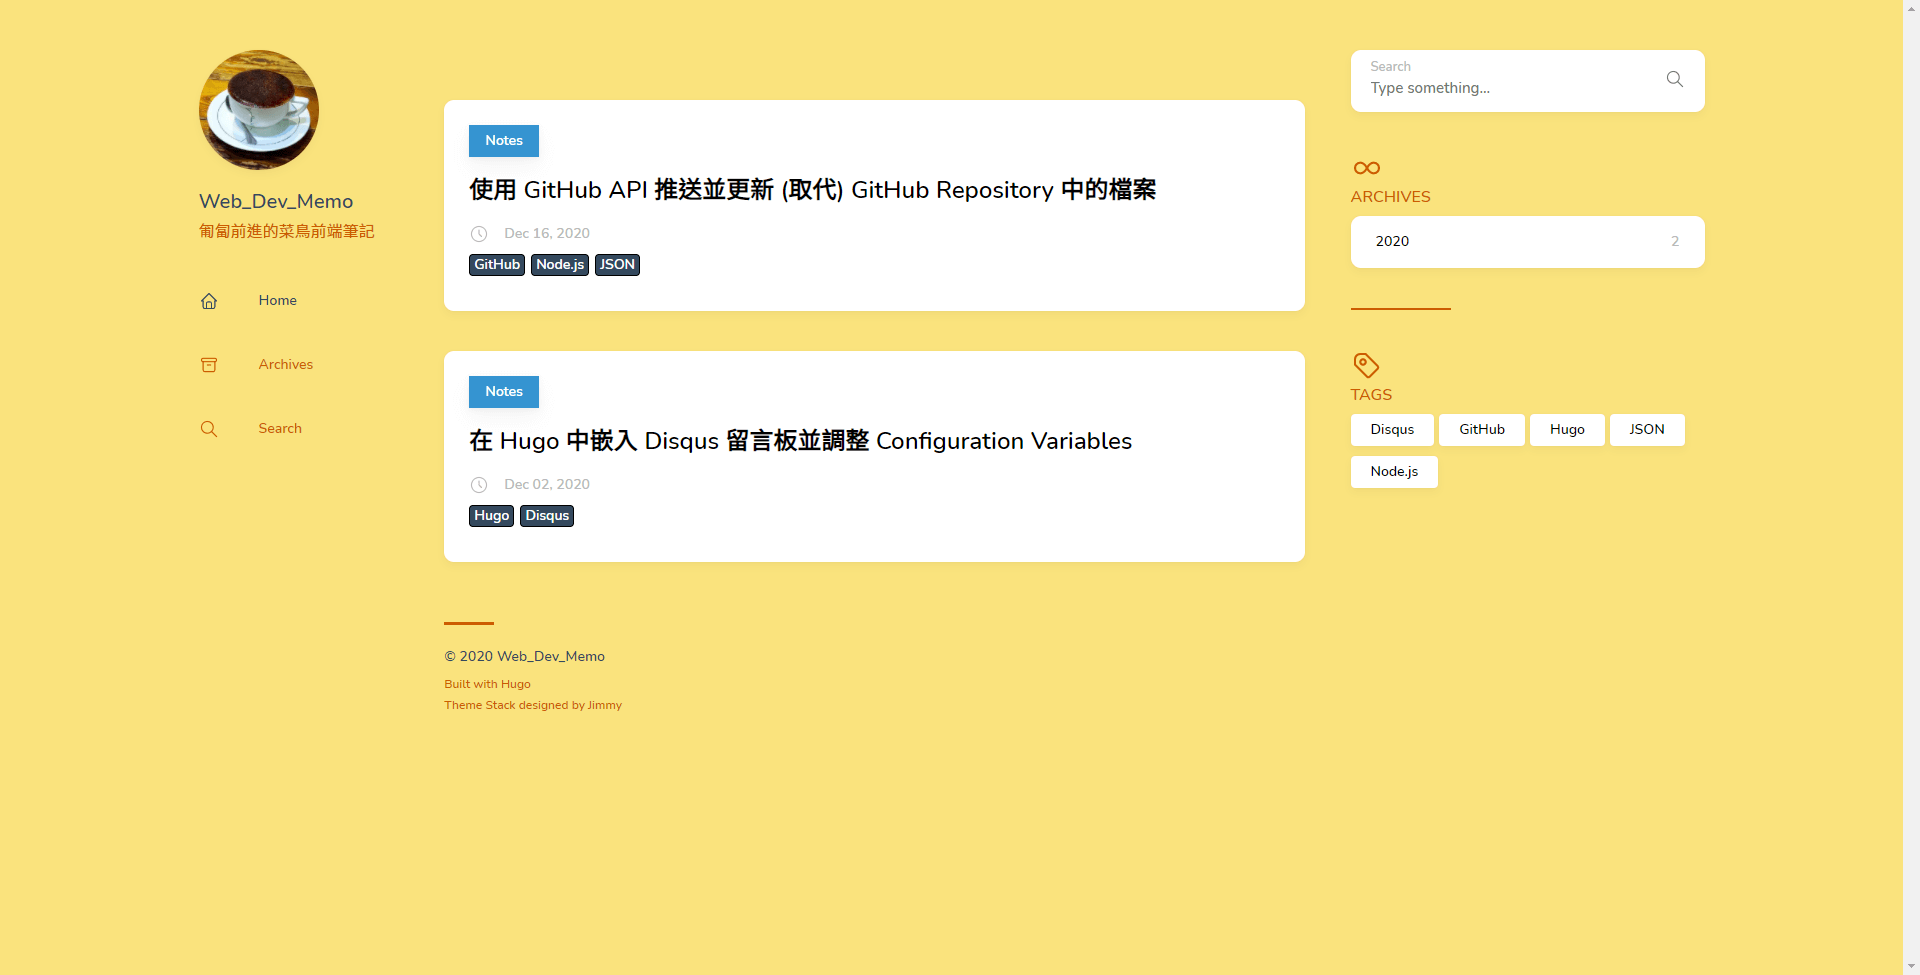 Web_Dev_Memo
匍匐前進的菜鳥前端筆記
Home
Archives
Search
Notes
使用 GitHub API 推送並更新 (取代) GitHub Repository 中的檔案
Dec 16, 2020
GitHub Node.js JSON
Notes
在 Hugo 中嵌入 Disqus 留言板並調整 Configuration Variables
Dec 02, 2020
Hugo Disqus
© 2020 Web_Dev_Memo
Built with Hugo
Theme Stack designed by Jimmy
Search
Type something...
ARCHIVES
2020 2
TAGS
Disqus GitHub Hugo JSON
Node.js